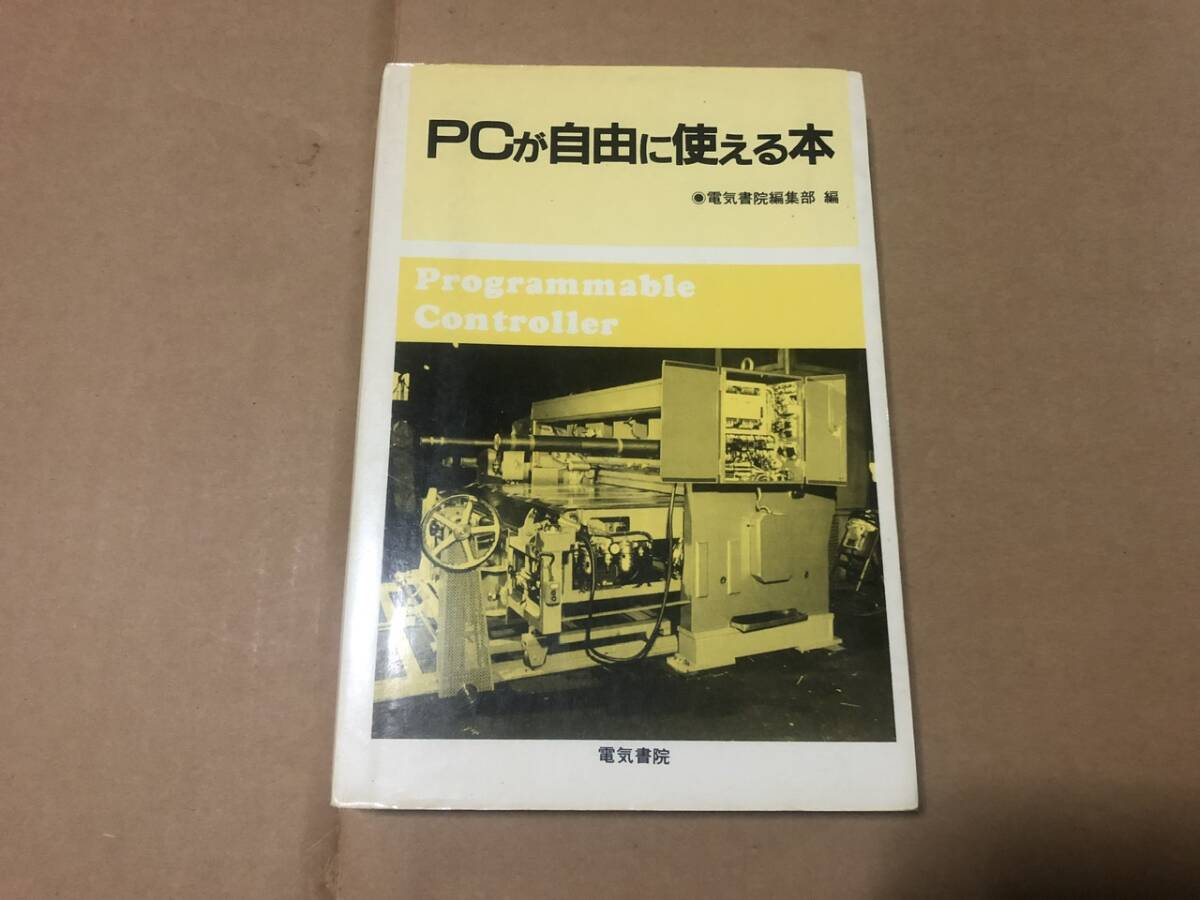 PCが自由に使える本
◉電気書院編集部 編
Programmable
Controller
電気書院